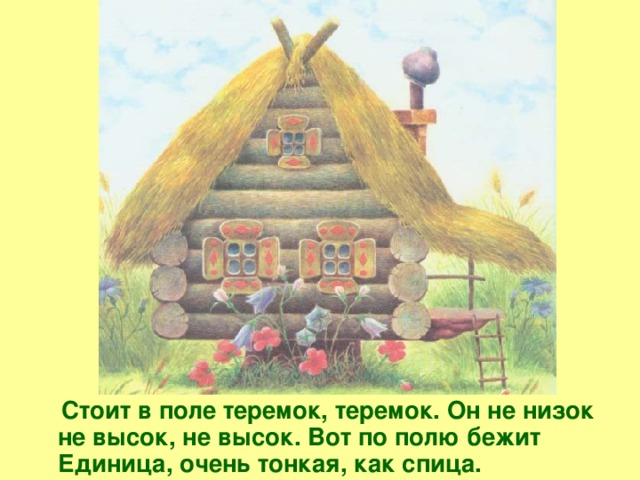 Стоит в поле теремок, теремок. Он не низок
не высок, не высок. Вот по полю бежит
Единица, очень тонкая, как спица.